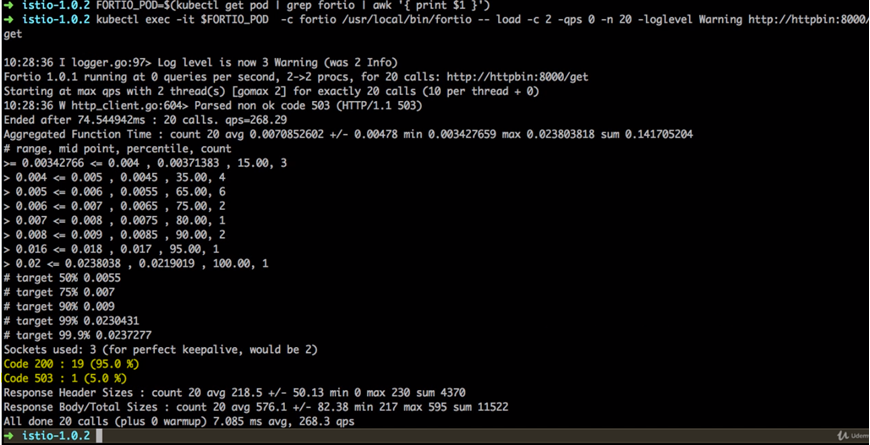 ➜ istio-1.0.2 FORTIO_POD=$(kubectl get pod | grep fortio | awk '{ print $1 }')
➜ istio-1.0.2 kubectl exec -it $FORTIO_POD  -c fortio /usr/local/bin/fortio -- load -c 2 -qps 0 -n 20 -loglevel Warning http://httpbin:8000/
get
10:28:36 I logger.go:97> Log level is now 3 Warning (was 2 Info)
Fortio 1.0.1 running at 0 queries per second, 2->2 procs, for 20 calls: http://httpbin:8000/get
Starting at max qps with 2 thread(s) [gomax 2] for exactly 20 calls (10 per thread + 0)
10:28:36 W http_client.go:604> Parsed non ok code 503 (HTTP/1.1 503)
Ended after 74.544942ms : 20 calls. qps=268.29
Aggregated Function Time : count 20 avg 0.0070852602 +/- 0.00478 min 0.003427659 max 0.023803818 sum 0.141705204
# range, mid point, percentile, count
>= 0.00342766 <= 0.004 , 0.00371383 , 15.00, 3
> 0.004 <= 0.005 , 0.0045 , 35.00, 4
> 0.005 <= 0.006 , 0.0055 , 65.00, 6
> 0.006 <= 0.007 , 0.0065 , 75.00, 2
> 0.007 <= 0.008 , 0.0075 , 80.00, 1
> 0.008 <= 0.009 , 0.0085 , 90.00, 2
> 0.016 <= 0.018 , 0.017 , 95.00, 1
> 0.02 <= 0.0238038 , 0.0219019 , 100.00, 1
# target 50% 0.0055
# target 75% 0.007
# target 90% 0.009
# target 99% 0.0230431
# target 99.9% 0.0237277
Sockets used: 3 (for perfect keepalive, would be 2)
Code 200 : 19 (95.0 %)
Code 503 : 1 (5.0 %)
Response Header Sizes : count 20 avg 218.5 +/- 50.13 min 0 max 230 sum 4370
Response Body/Total Sizes : count 20 avg 576.1 +/- 82.38 min 217 max 595 sum 11522
All done 20 calls (plus 0 warmup) 7.085 ms avg, 268.3 qps
➜ istio-1.0.2
Udemy